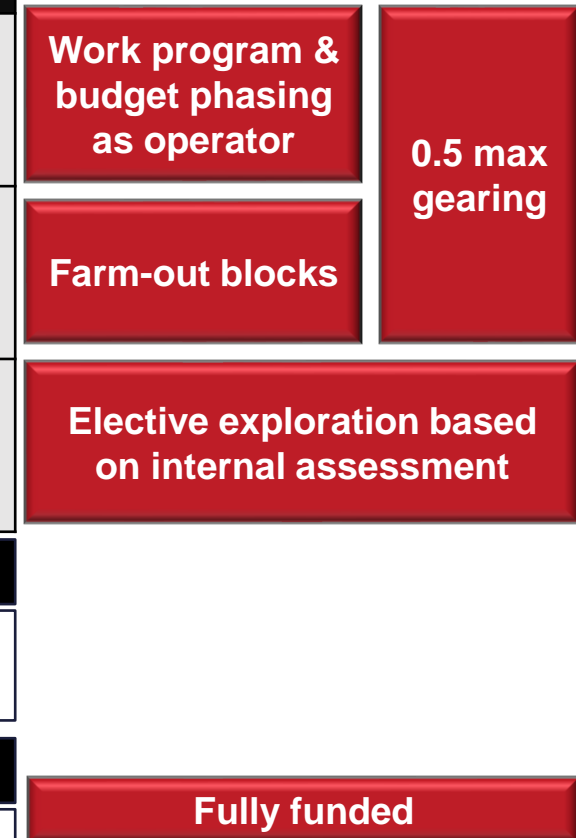 Work program &
budget phasing
as operator
0.5 max
gearing
Farm-out blocks
Elective exploration based
on internal assessment
Fully funded